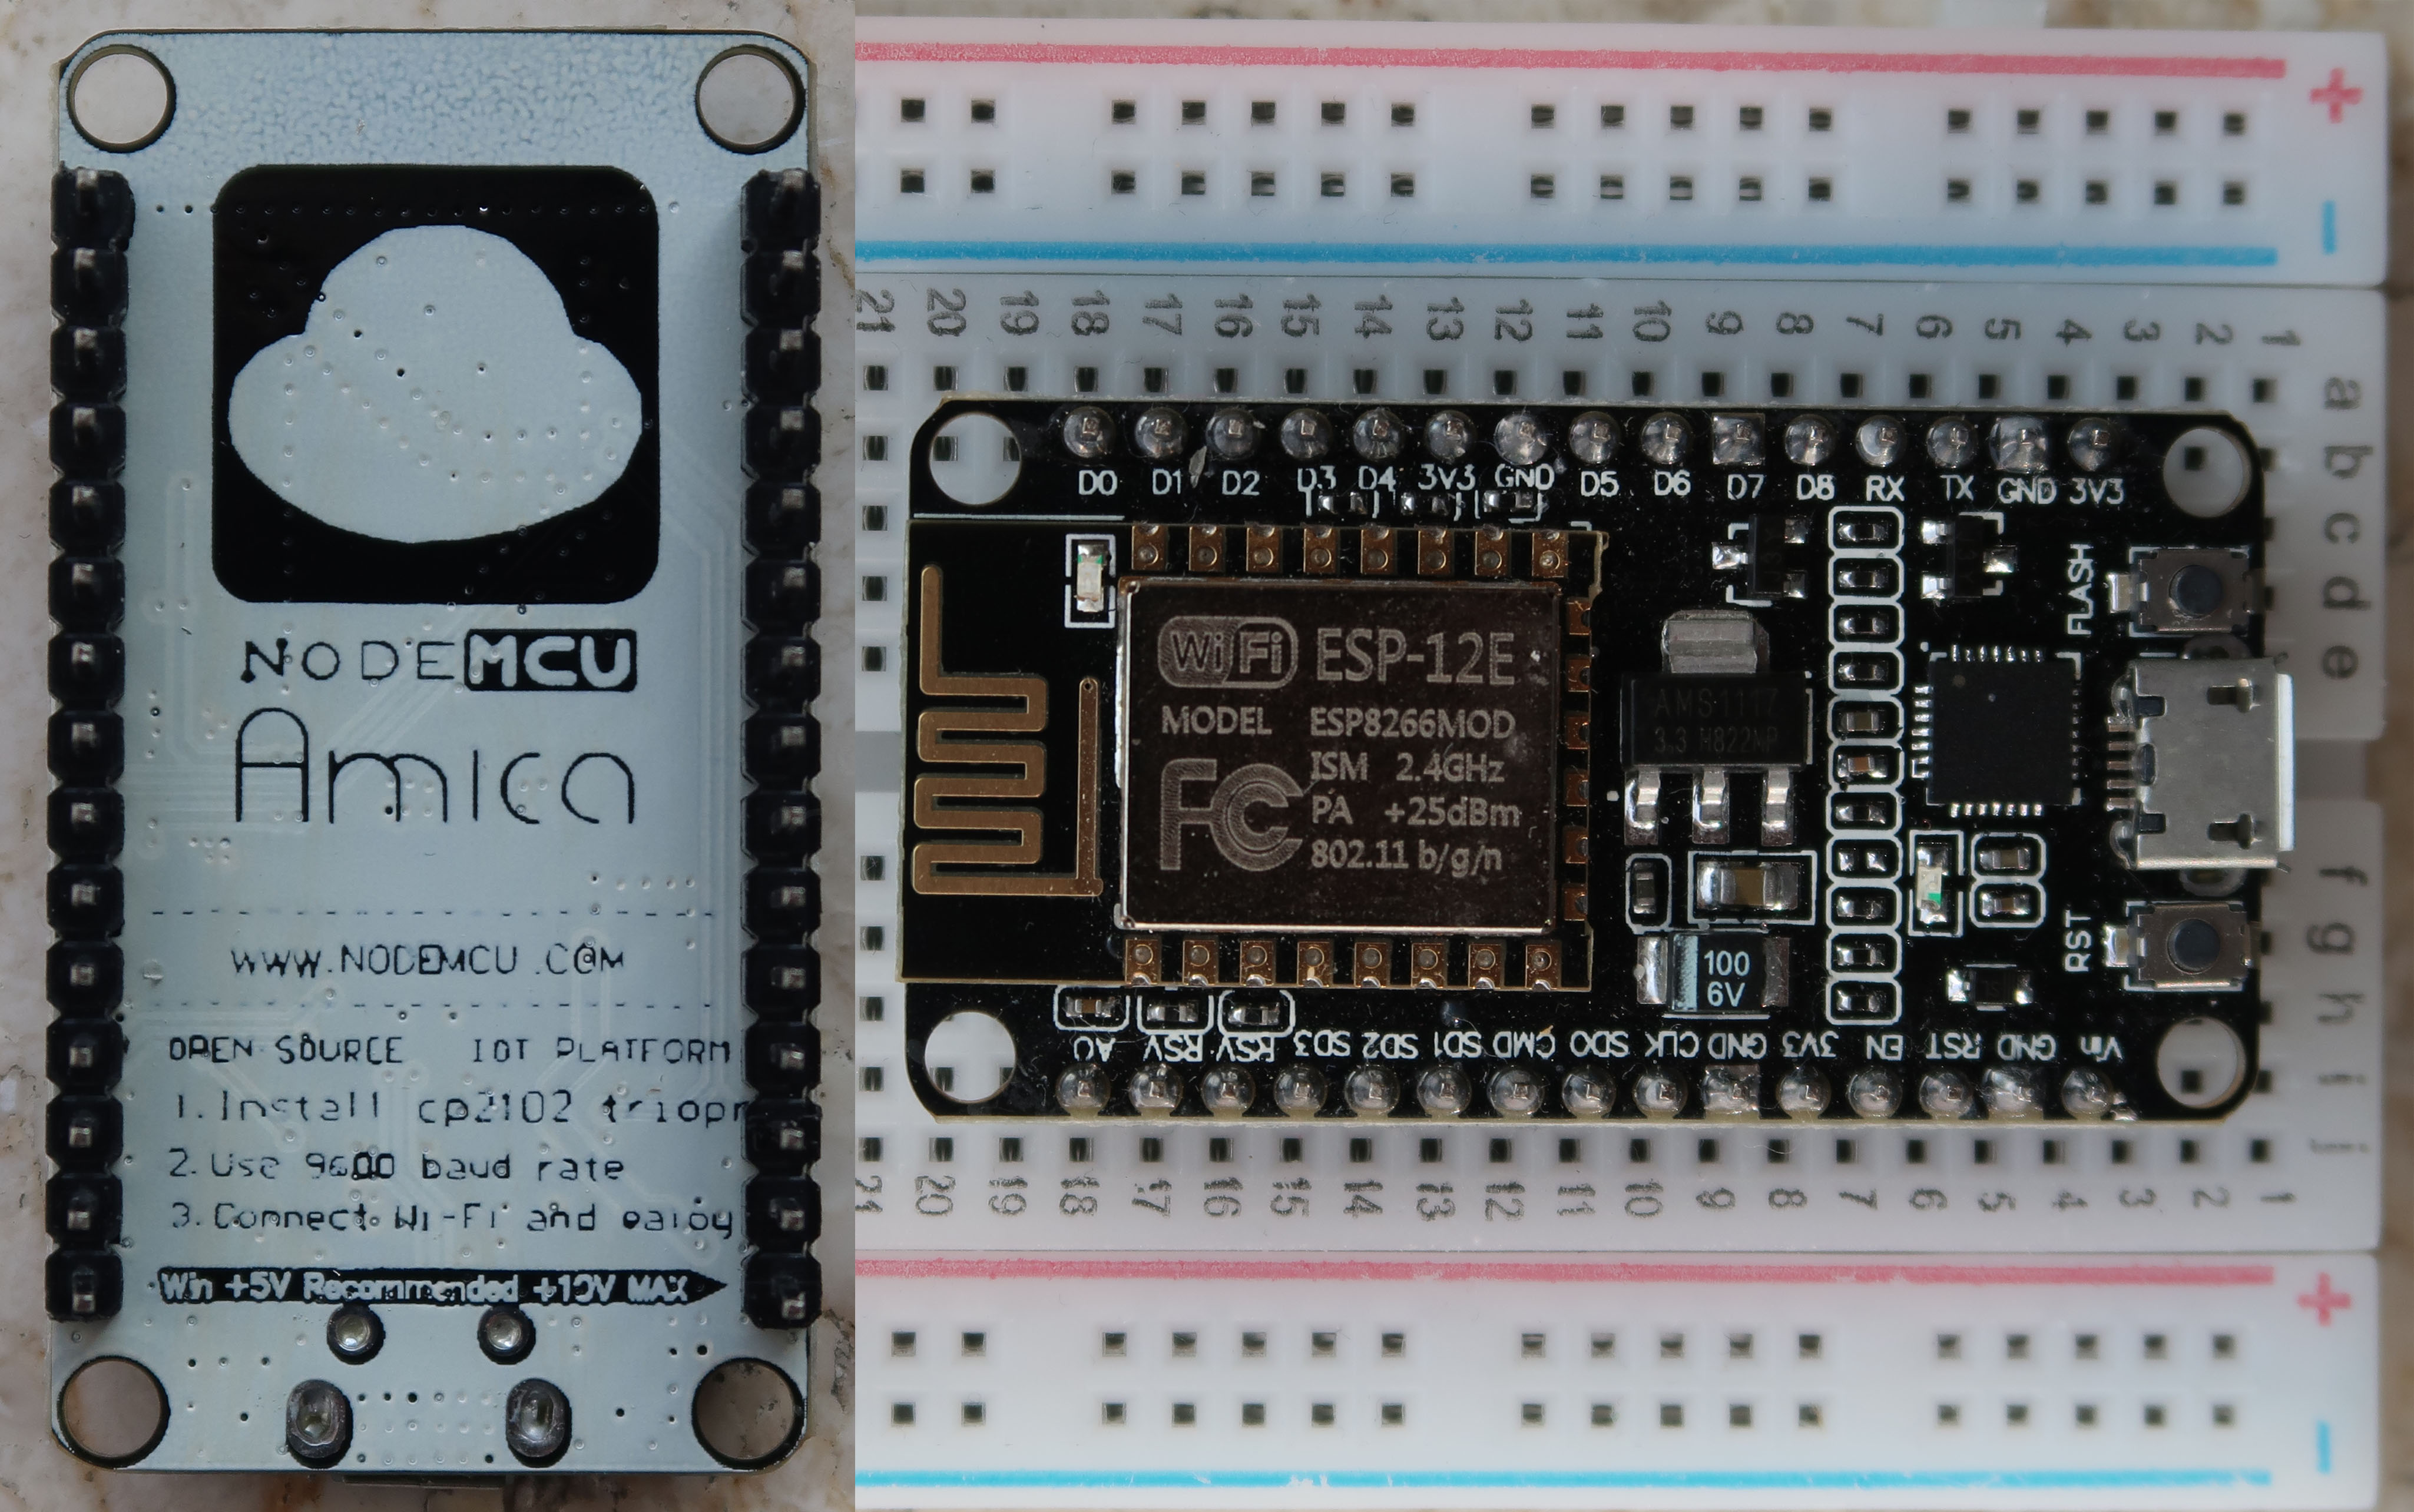 NODEMCU
Amica
WWW.NODEMCU.COM
OPEN SOURCE IOT PLATFORM
1. Install cp2102
2. Use 9600 baud rate
3. Connect Wi-Fi and
+5V Recommended +10V MAX
+
-
21 20 19 18 17 16 15 14 13 12 11 10 9 8 7 6 5 4 3 2 1
a b c d e
D0 D1 D2 D3 D4 3V3 GND D5 D6 D7 D8 RX TX GND 3V3
FLASH
WiFi ESP-12E
MODEL ESP8266MOD
ISM 2.4GHz
PA +25dBm
802.11 b/g/n
FC
AMS1117
3.3 H822NP
100
6V
RST
A0 RSV RSV SD3 SD2 SD1 CMD SD0 CLK GND 3V3 EN RST GND Vin
f g h i j
21 20 19 18 17 16 15 14 13 12 11 10 9 8 7 6 5 4 3 2 1
+
-